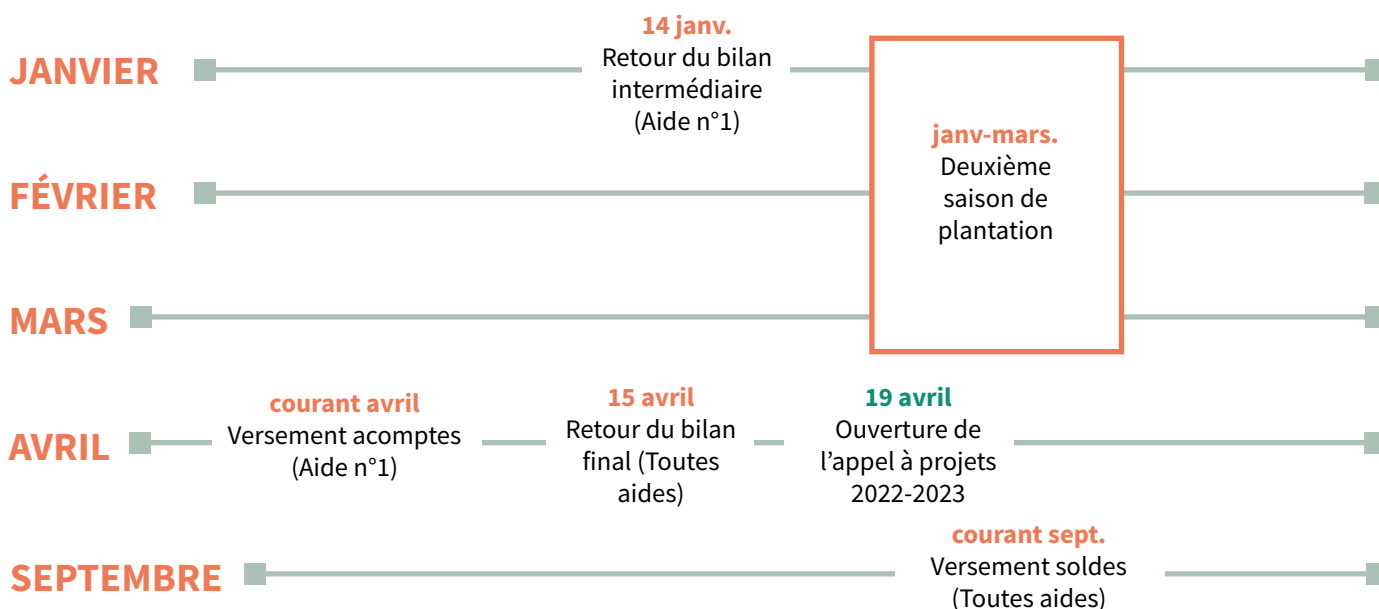 JANVIER
14 janv.
Retour du bilan
intermédiaire
(Aide n°1)
janv-mars.
Deuxième
saison de
plantation
FÉVRIER
MARS
AVRIL
courant avril
Versement acomptes
(Aide n°1)
15 avril
Retour du bilan
final (Toutes
aides)
19 avril
Ouverture de
l’appel à projets
2022-2023
SEPTEMBRE
courant sept.
Versement soldes
(Toutes aides)